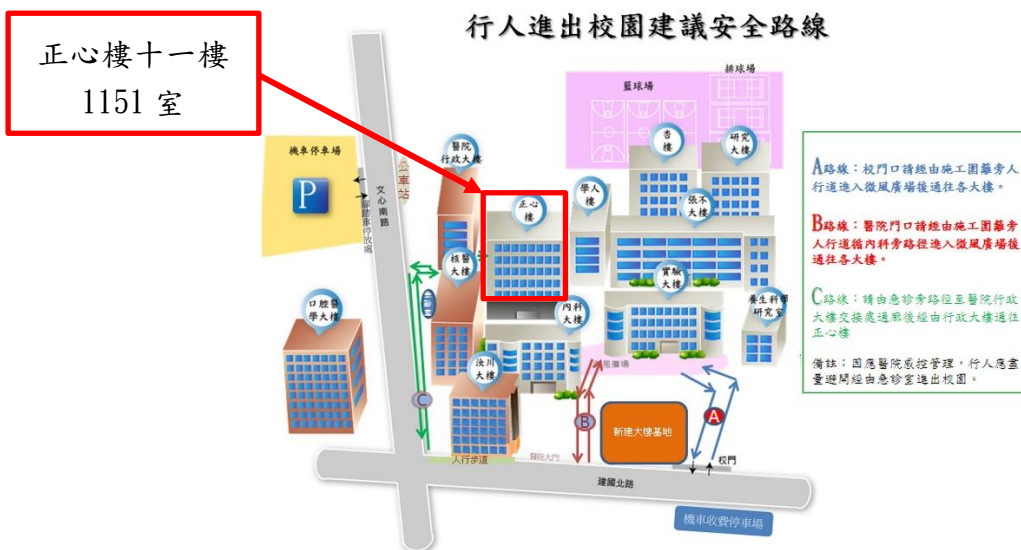 行人進出校園建議安全路線
正心樓十一樓
1151 室
排球場
籃球場
機車停車場
P
公車站
文心南路
腳踏車停放處
醫院
行政大樓
正心
樓
學人
樓
杏
樓
研究
大樓
張不
大樓
核醫
大樓
實驗
大樓
養生科學
研究室
口腔醫
學大樓
內科
大樓
汝川
大樓
急診室
風廣場
新建大樓基地
A
B
C
人行步道
醫院大門
校門
建國北路
機車收費停車場
A路線：校門口請經由施工圍籬旁人
行道進入微風廣場後通往各大樓。
B路線：醫院門口請經由施工圍籬旁
人行道循內科旁路徑進入微風廣場後
通往各大樓。
C路線：請由急診旁路徑至醫院行政
大樓交接處通廊後經由行政大樓通往
正心樓
備註：因應醫院感控管理，行人應盡
量避開經由急診室進出校園。